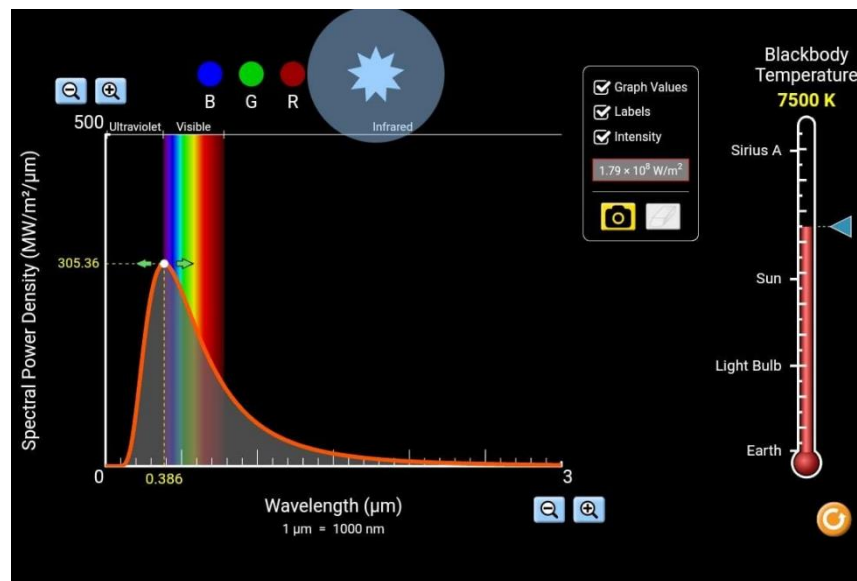 Blackbody
Temperature
7500 K
B G R
Graph Values
Labels
Intensity
1.79 × 10⁸ W/m²
500
Ultraviolet Visible Infrared
Sirius A
Sun
Light Bulb
Earth
Spectral Power Density (MW/m²/μm)
305.36
0
0.386
3
Wavelength (μm)
1 μm = 1000 nm